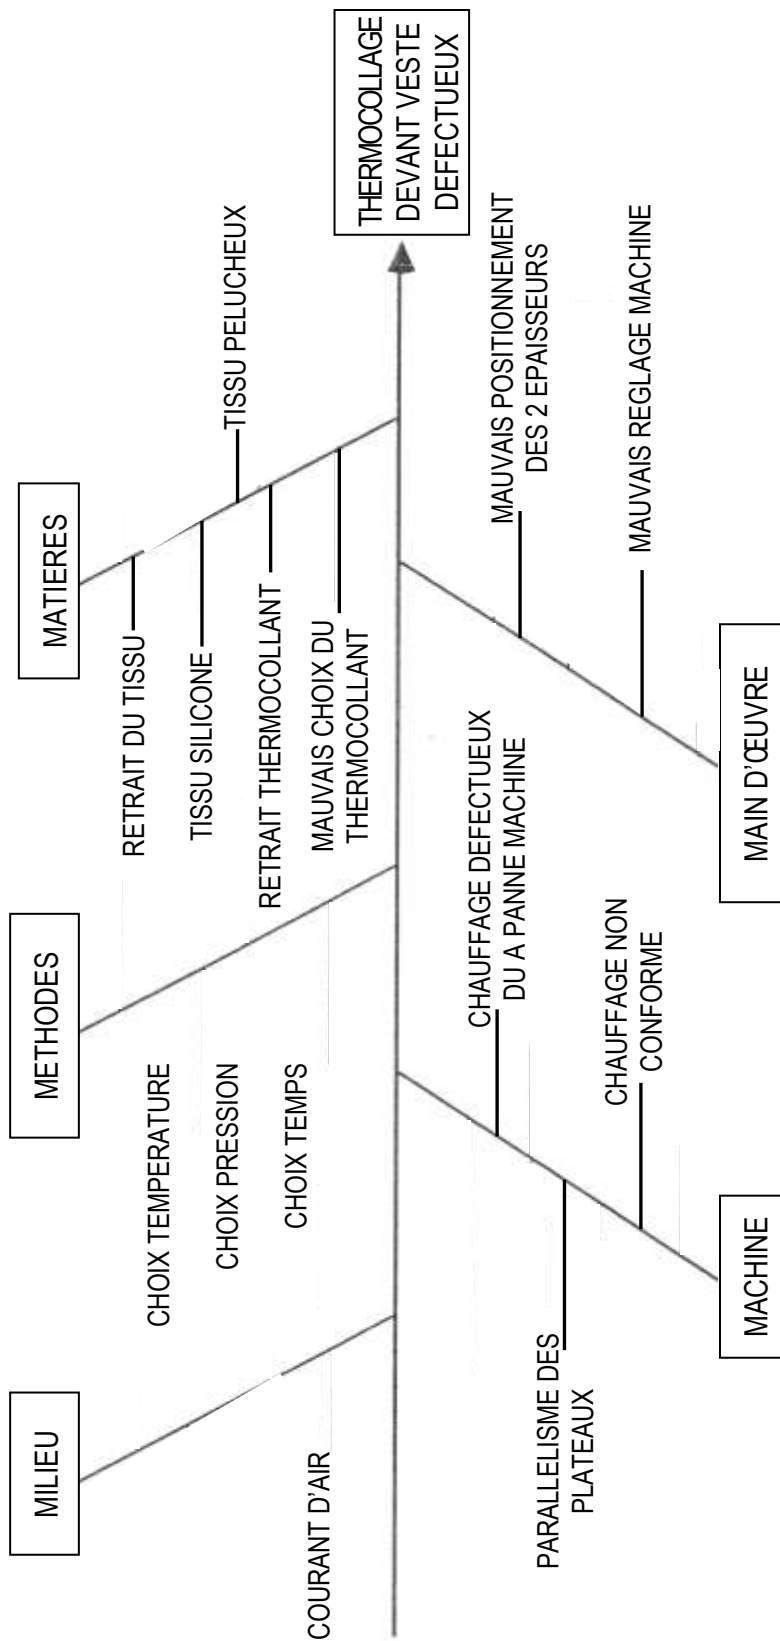 MILIEU
METHODES
MATIERES
COURANT D'AIR
CHOIX TEMPERATURE
CHOIX PRESSION
CHOIX TEMPS
RETRAIT DU TISSU
TISSU SILICONE
RETRAIT THERMOCOLLANT
MAUVAIS CHOIX DU
THERMOCOLLANT
TISSU PELUCHEUX
THERMOCOLLAGE
DEVANT VESTE
DEFECTUEUX
PARALLELISME DES
PLATEAUX
CHAUFFAGE DEFECTUEUX
DU A PANNE MACHINE
CHAUFFAGE NON
CONFORME
MAUVAIS POSITIONNEMENT
DES 2 EPAISSEURS
MAUVAIS REGLAGE MACHINE
MACHINE
MAIN D'ŒUVRE